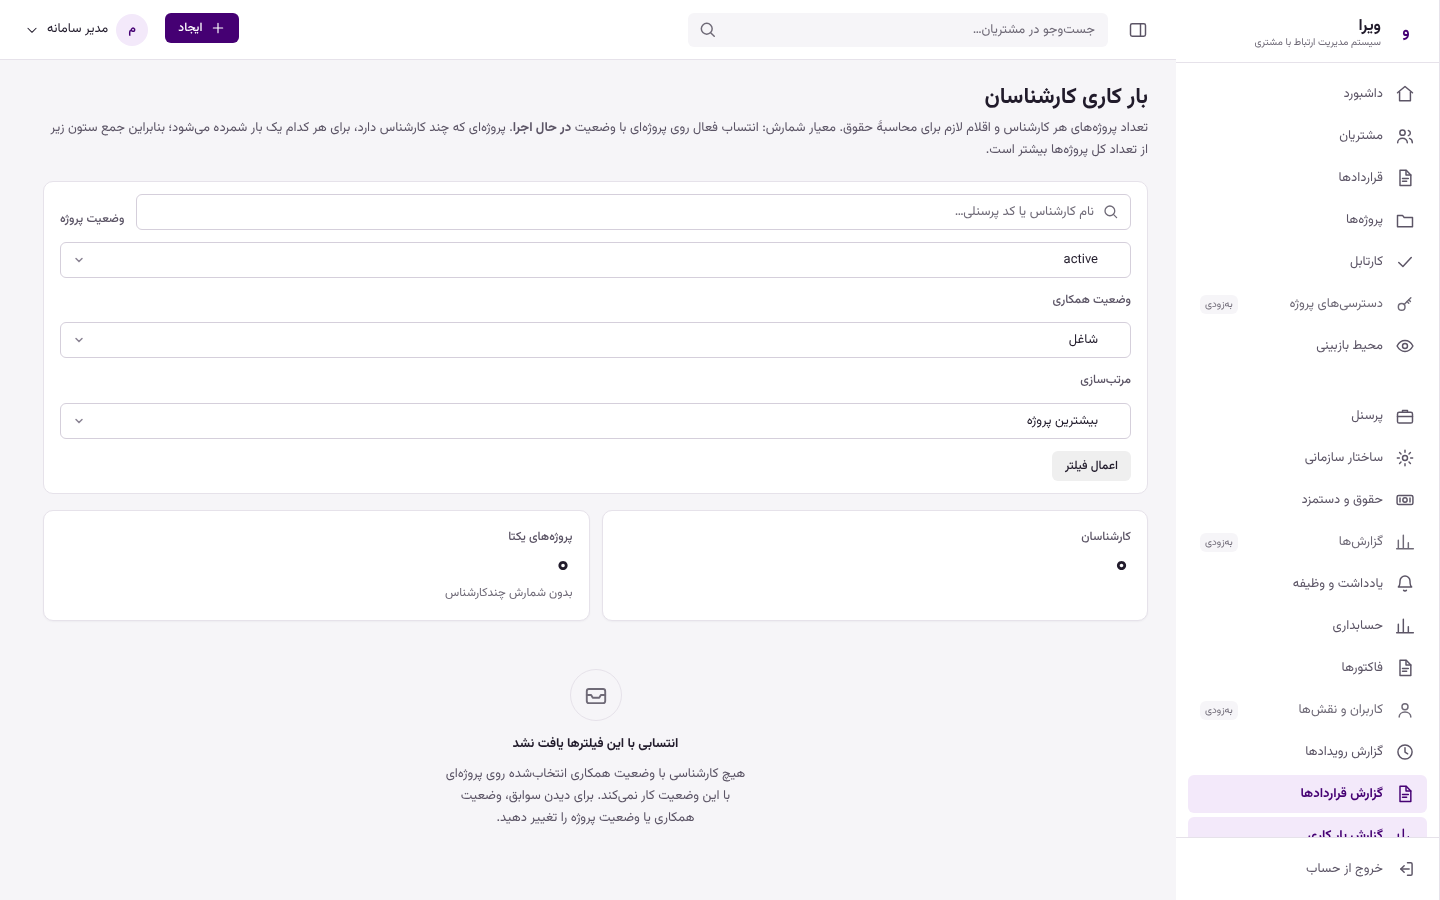 و
ویرا
سیستم مدیریت ارتباط با مشتری
جست‌وجو در مشتریان...
ایجاد
م
مدیر سامانه
داشبورد
مشتریان
قراردادها
پروژه‌ها
کارتابل
دسترسی‌های پروژه
به‌زودی
محیط بازبینی
پرسنل
ساختار سازمانی
حقوق و دستمزد
گزارش‌ها
به‌زودی
یادداشت و وظیفه
حسابداری
فاکتورها
کاربران و نقش‌ها
به‌زودی
گزارش رویدادها
گزارش قراردادها
گزارش بار کاری
خروج از حساب
بار کاری کارشناسان
تعداد پروژه‌های هر کارشناس و اقلام لازم برای محاسبهٔ حقوق. معیار شمارش: انتساب فعال روی پروژه‌ای با وضعیت در حال اجرا. پروژه‌ای که چند کارشناس دارد، برای هر کدام یک بار شمرده می‌شود؛ بنابراین جمع ستون زیر
از تعداد کل پروژه‌ها بیشتر است.
نام کارشناس یا کد پرسنلی...
وضعیت پروژه
active
وضعیت همکاری
شاغل
مرتب‌سازی
بیشترین پروژه
اعمال فیلتر
کارشناسان
۰
پروژه‌های یکتا
۰
بدون شمارش چندکارشناس
انتسابی با این فیلترها یافت نشد
هیچ کارشناسی با وضعیت همکاری انتخاب‌شده روی پروژه‌ای
با این وضعیت کار نمی‌کند. برای دیدن سوابق، وضعیت
همکاری یا وضعیت پروژه را تغییر دهید.